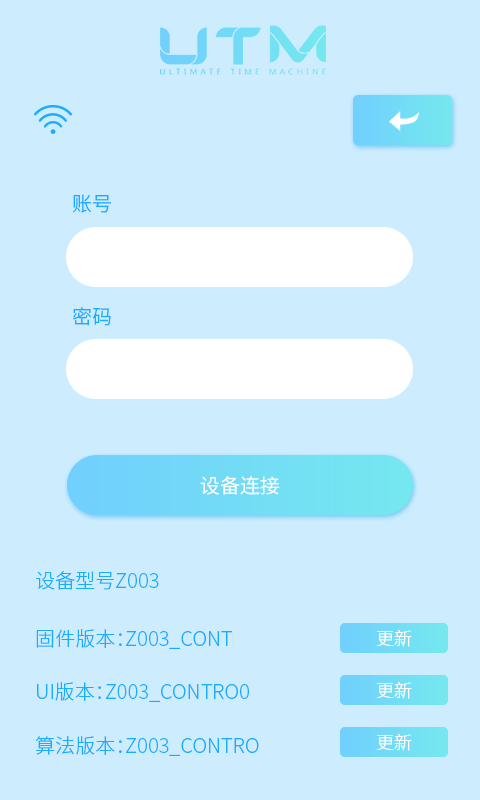 UTM
ULTIMATE TIME MACHINE
账号
密码
设备连接
设备型号Z003
固件版本:Z003_CONT
更新
UI版本:Z003_CONTRO0
更新
算法版本:Z003_CONTRO
更新